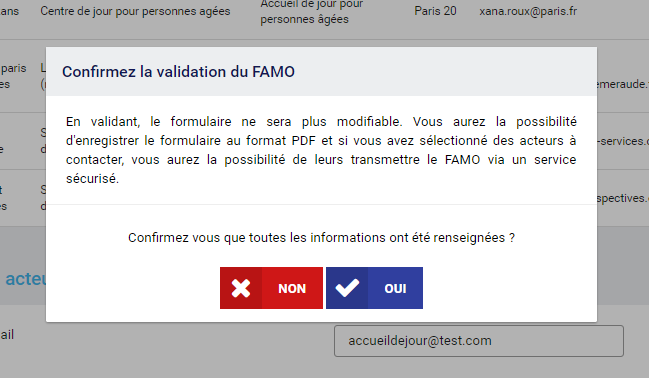 ans Centre de jour pour personnes agées Accueil de jour pour Paris 20 xana.roux@paris.fr
personnes âgées
paris L
es (r emeraude.
Confirmez la validation du FAMO
En validant, le formulaire ne sera plus modifiable. Vous aurez la possibilité
d'enregistrer le formulaire au format PDF et si vous avez sélectionné des acteurs à
contacter, vous aurez la possibilité de leurs transmettre le FAMO via un service
sécurisé.
S
e d -services.c
t S
es d spectives.
Confirmez vous que toutes les informations ont été renseignées ?
NON OUI
acteu
ail accueildejour@test.com